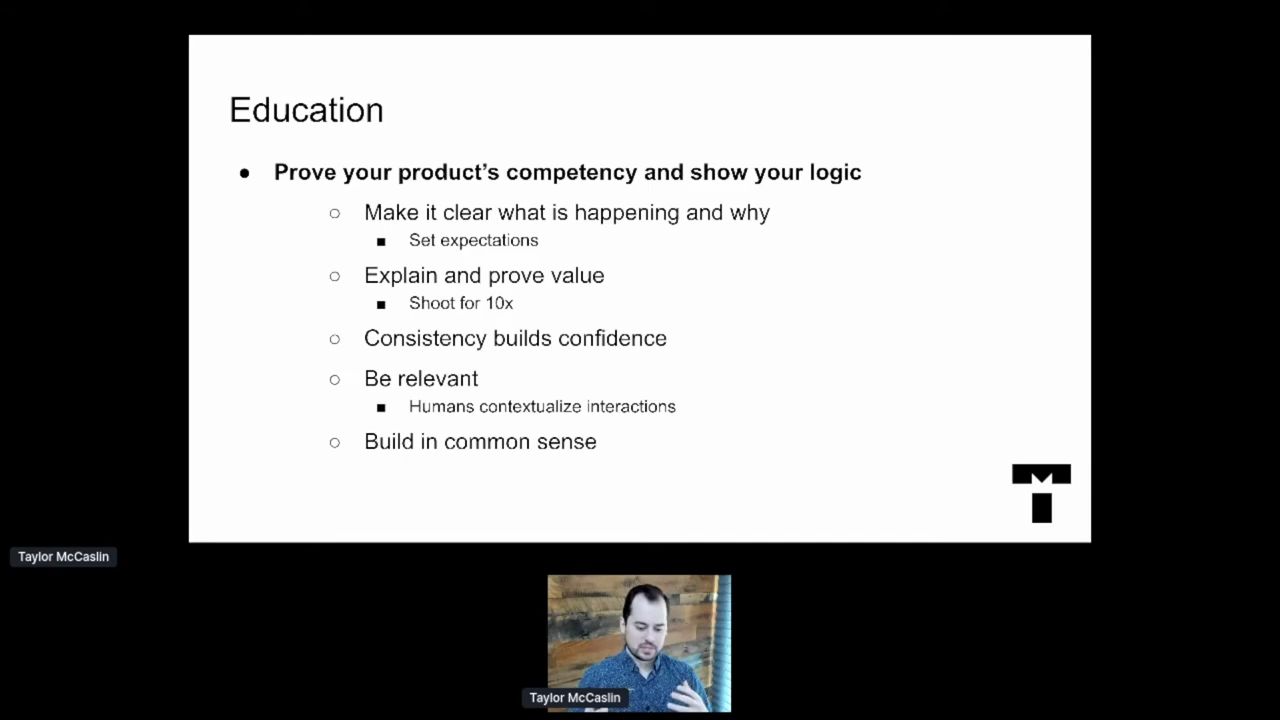 Education
Prove your product’s competency and show your logic
Make it clear what is happening and why
Set expectations
Explain and prove value
Shoot for 10x
Consistency builds confidence
Be relevant
Humans contextualize interactions
Build in common sense
Taylor McCaslin
Taylor McCaslin